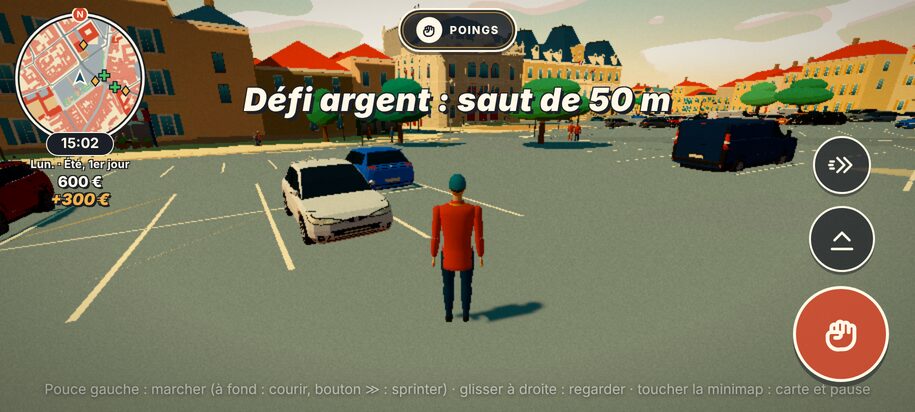 N
POINGS
Défi argent : saut de 50 m
15:02
Lun. · Été, 1er jour
600 €
+300 €
Pouce gauche : marcher (à fond : courir, bouton ≫ : sprinter) · glisser à droite : regarder · toucher la minimap : carte et pause